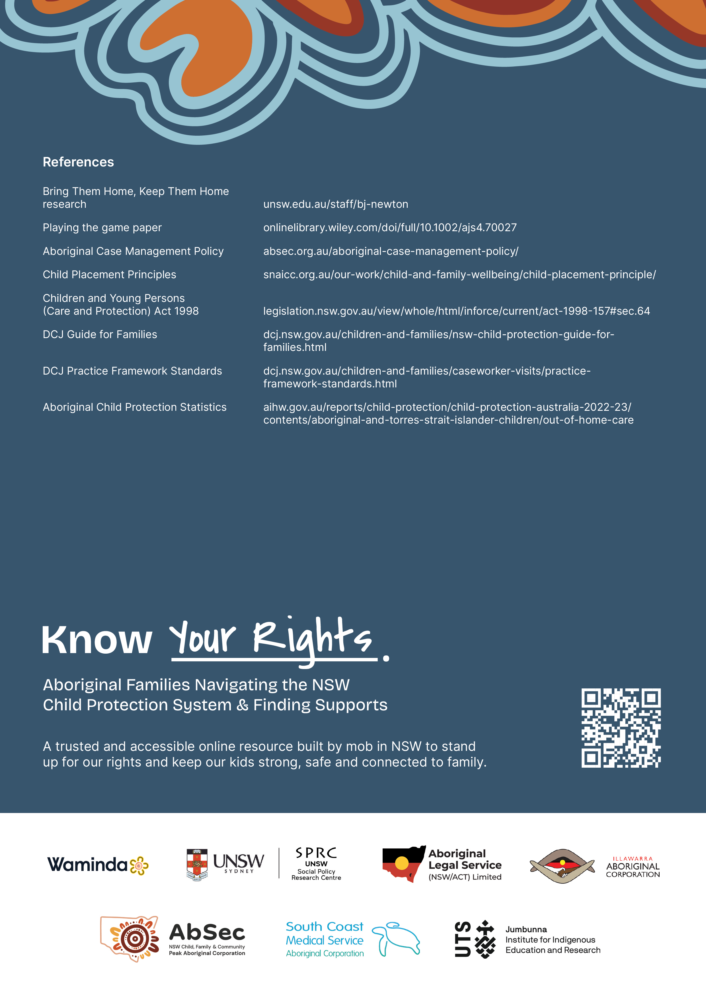 References
Bring Them Home, Keep Them Home
research
unsw.edu.au/staff/bj-newton
Playing the game paper
onlinelibrary.wiley.com/doi/full/10.1002/ajs4.70027
Aboriginal Case Management Policy
absec.org.au/aboriginal-case-management-policy/
Child Placement Principles
snaicc.org.au/our-work/child-and-family-wellbeing/child-placement-principle/
Children and Young Persons
(Care and Protection) Act 1998
legislation.nsw.gov.au/view/whole/html/inforce/current/act-1998-157#sec.64
DCJ Guide for Families
dcj.nsw.gov.au/children-and-families/nsw-child-protection-guide-for-
families.html
DCJ Practice Framework Standards
dcj.nsw.gov.au/children-and-families/caseworker-visits/practice-
framework-standards.html
Aboriginal Child Protection Statistics
aihw.gov.au/reports/child-protection/child-protection-australia-2022-23/
contents/aboriginal-and-torres-strait-islander-children/out-of-home-care
Know Your Rights.
Aboriginal Families Navigating the NSW
Child Protection System & Finding Supports
A trusted and accessible online resource built by mob in NSW to stand
up for our rights and keep our kids strong, safe and connected to family.
Waminda
UNSW
SYDNEY
SPRC
UNSW
Social Policy
Research Centre
Aboriginal
Legal Service
(NSW/ACT) Limited
ILLAWARRA
ABORIGINAL
CORPORATION
AbSec
NSW Child, Family & Community
Peak Aboriginal Corporation
South Coast
Medical Service
Aboriginal Corporation
UTS
Jumbunna
Institute for Indigenous
Education and Research